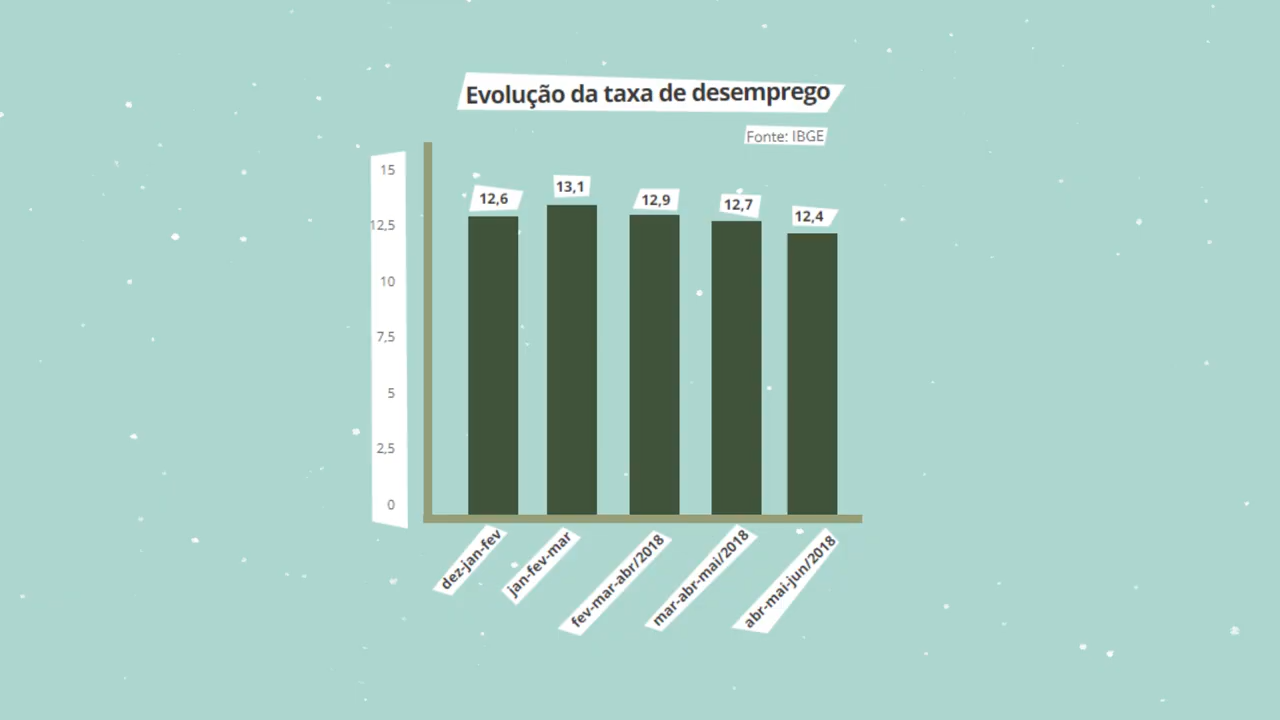 Evolução da taxa de desemprego
Fonte: IBGE
15
12,5
10
7,5
5
2,5
0
12,6
13,1
12,9
12,7
12,4
dez-jan-fev
jan-fev-mar
fev-mar-abr/2018
mar-abr-mai/2018
abr-mai-jun/2018